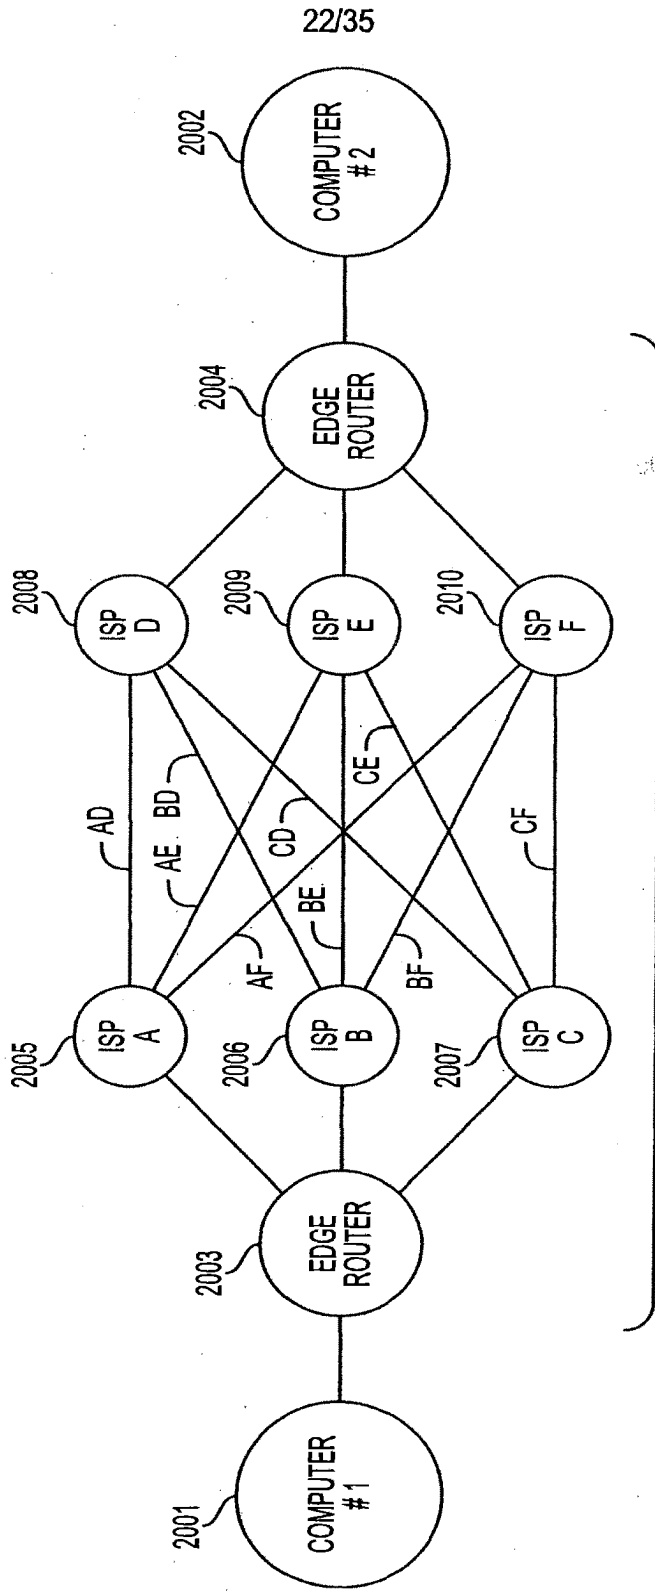 22/35
2001
COMPUTER
#1
2003
EDGE
ROUTER
2005
ISP
A
2006
ISP
B
2007
ISP
C
AD
AE
BD
AF
CD
BE
CE
BF
CF
2008
ISP
D
2009
ISP
E
2010
ISP
F
2004
EDGE
ROUTER
2002
COMPUTER
#2